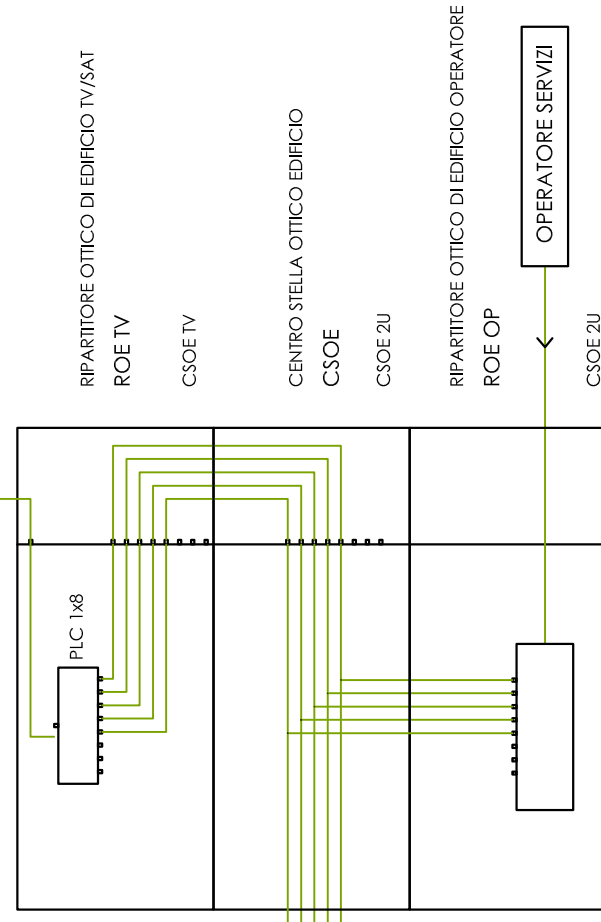 RIPARTITORE OTTICO DI EDIFICIO TV/SAT
ROE TV
CSOE TV
CENTRO STELLA OTTICO EDIFICIO
CSOE
CSOE 2U
RIPARTITORE OTTICO DI EDIFICIO OPERATORE
ROE OP
OPERATORE SERVIZI
CSOE 2U
PLC 1x8